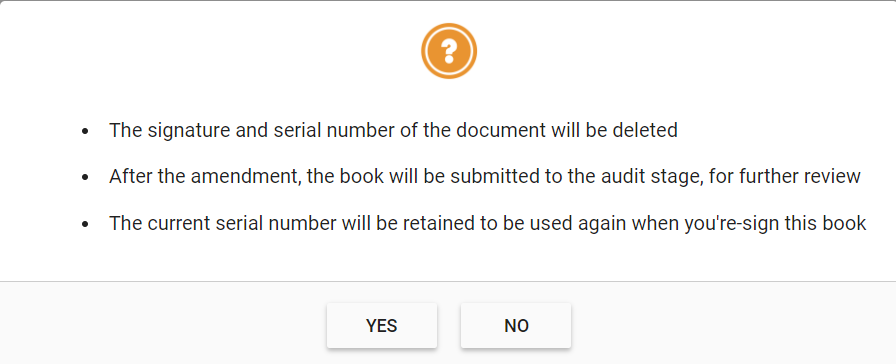 ?
• The signature and serial number of the document will be deleted
• After the amendment, the book will be submitted to the audit stage, for further review
• The current serial number will be retained to be used again when you're-sign this book
YES NO